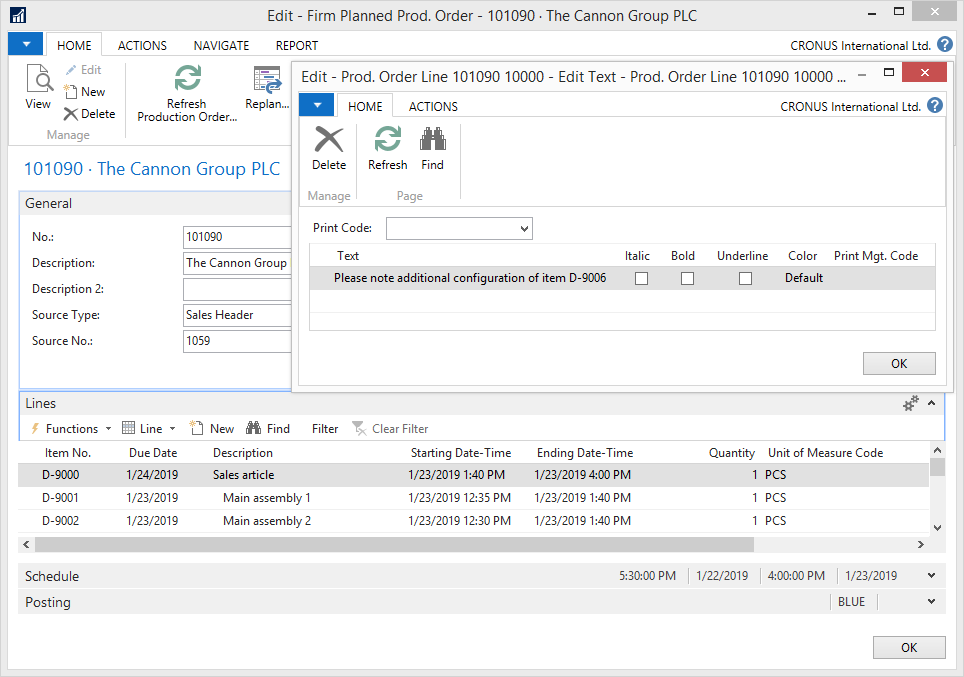 Edit - Firm Planned Prod. Order - 101090 · The Cannon Group PLC
HOME ACTIONS NAVIGATE REPORT CRONUS International Ltd.
View
Edit
New
Delete
Manage
Refresh
Production Order...
Replan...
101090 · The Cannon Group PLC
General
No.: 101090
Description: The Cannon Group
Description 2:
Source Type: Sales Header
Source No.: 1059
Edit - Prod. Order Line 101090 10000 - Edit Text - Prod. Order Line 101090 10000 ...
HOME ACTIONS CRONUS International Ltd.
Delete
Manage
Refresh Find
Page
Print Code:
Text Italic Bold Underline Color Print Mgt. Code
Please note additional configuration of item D-9006 Default
OK
Lines
Functions Line New Find Filter Clear Filter
Item No. Due Date Description Starting Date-Time Ending Date-Time Quantity Unit of Measure Code
D-9000 1/24/2019 Sales article 1/23/2019 1:40 PM 1/23/2019 4:00 PM 1 PCS
D-9001 1/23/2019 Main assembly 1 1/23/2019 12:35 PM 1/23/2019 1:40 PM 1 PCS
D-9002 1/23/2019 Main assembly 2 1/23/2019 12:30 PM 1/23/2019 1:40 PM 1 PCS
Schedule 5:30:00 PM 1/22/2019 4:00:00 PM 1/23/2019
Posting BLUE
OK